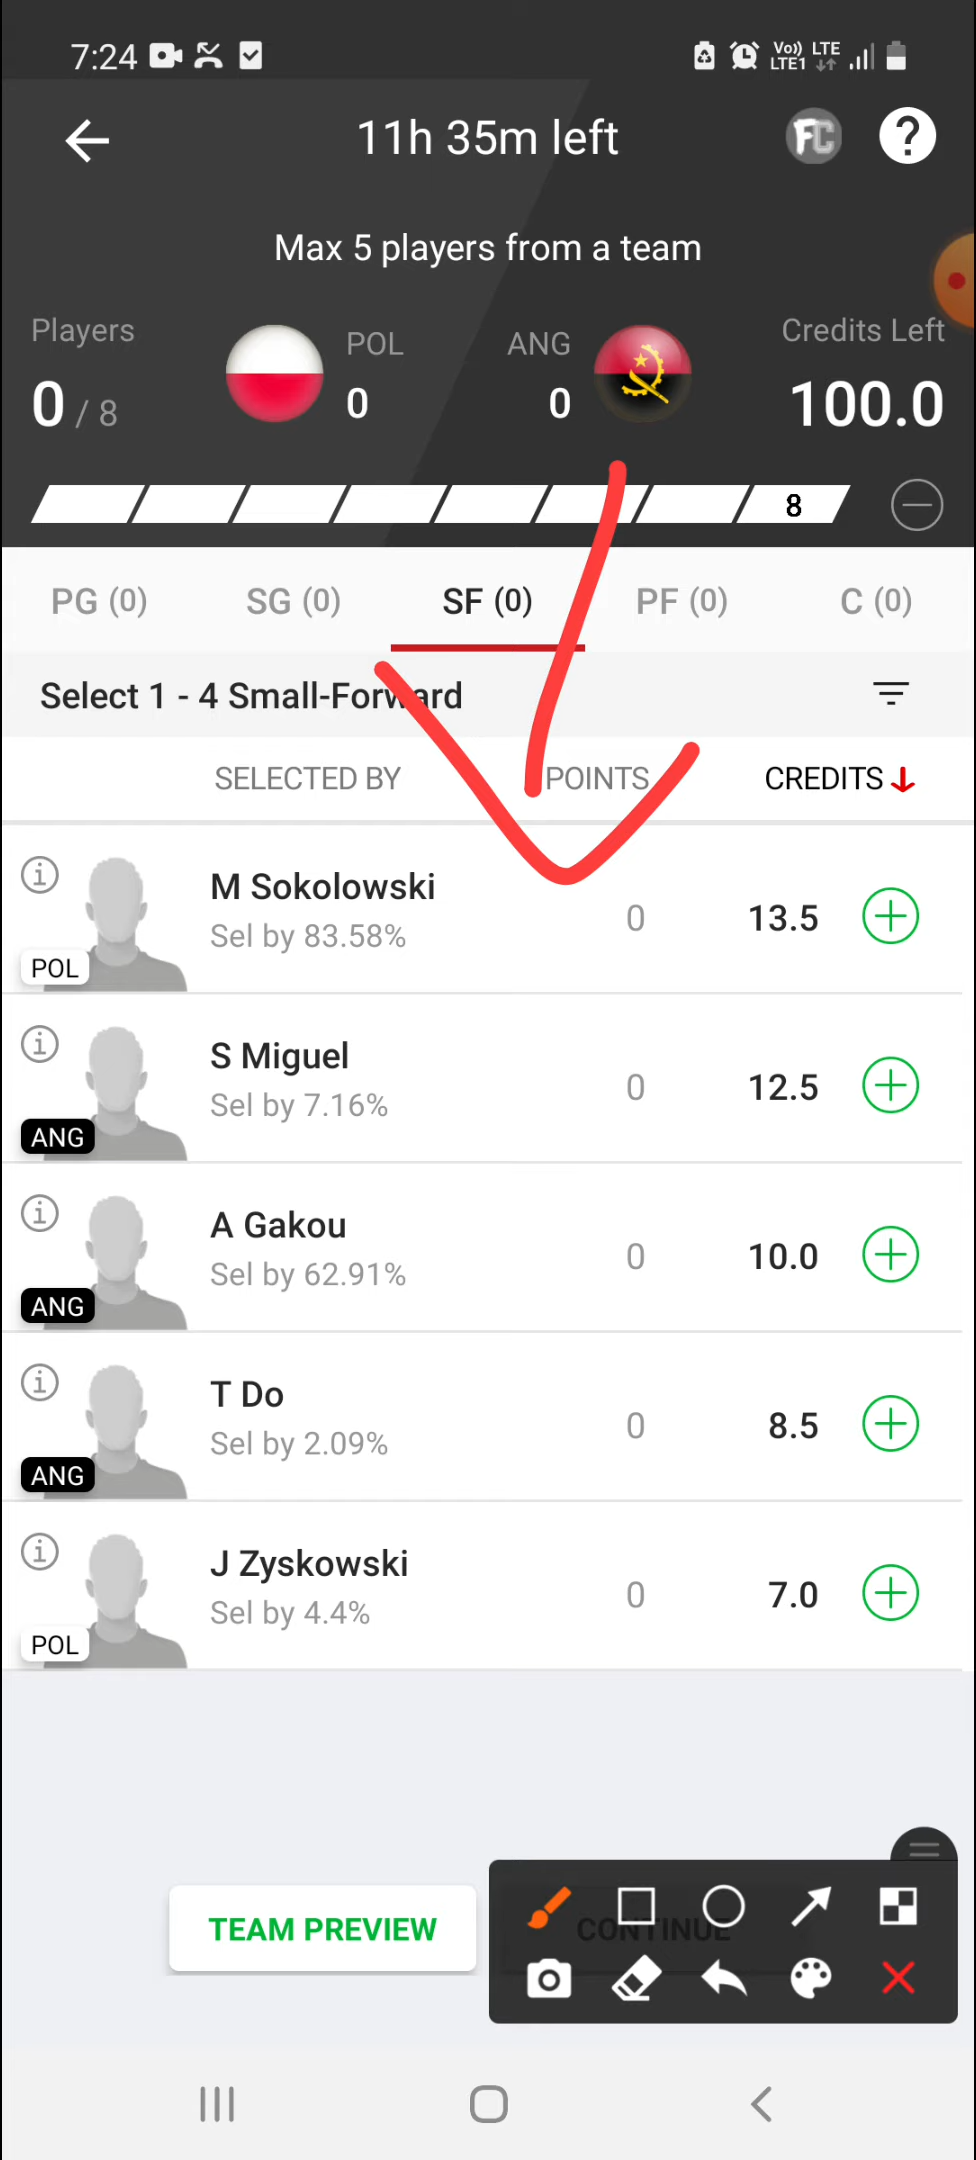 7:24
Vo)) LTE
LTE1
11h 35m left
FC
?
Max 5 players from a team
Players
POL
ANG
Credits Left
0 / 8
0
0
100.0
8
PG (0)
SG (0)
SF (0)
PF (0)
C (0)
Select 1 - 4 Small-Forward
SELECTED BY
POINTS
CREDITS
M Sokolowski
Sel by 83.58%
0
13.5
POL
S Miguel
Sel by 7.16%
0
12.5
ANG
A Gakou
Sel by 62.91%
0
10.0
ANG
T Do
Sel by 2.09%
0
8.5
ANG
J Zyskowski
Sel by 4.4%
0
7.0
POL
TEAM PREVIEW
CONTINUE